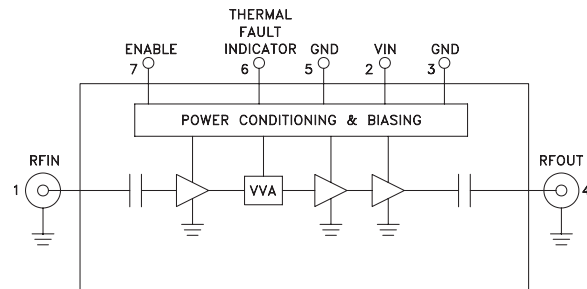 THERMAL
FAULT
ENABLE INDICATOR GND VIN GND
7 6 5 2 3
POWER CONDITIONING & BIASING
RFIN RFOUT
1 VVA 4